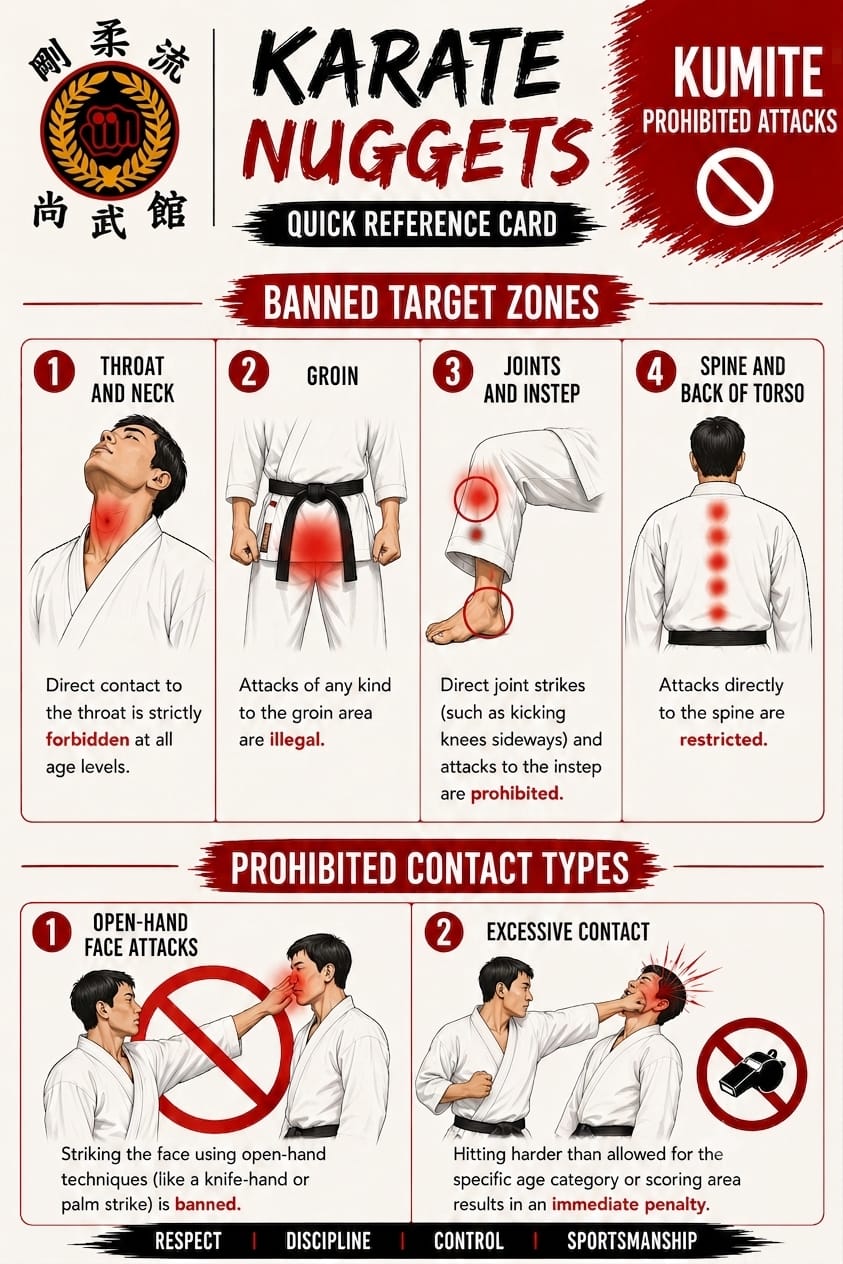 剛柔流
尚武館
KARATE
NUGGETS
QUICK REFERENCE CARD
KUMITE
PROHIBITED ATTACKS
BANNED TARGET ZONES
1 THROAT
AND NECK
Direct contact to
the throat is strictly
forbidden at all
age levels.
2 GROIN
Attacks of any kind
to the groin area
are illegal.
3 JOINTS
AND INSTEP
Direct joint strikes
(such as kicking
knees sideways) and
attacks to the instep
are prohibited.
4 SPINE AND
BACK OF TORSO
Attacks directly
to the spine are
restricted.
PROHIBITED CONTACT TYPES
1 OPEN-HAND
FACE ATTACKS
Striking the face using open-hand
techniques (like a knife-hand or
palm strike) is banned.
2 EXCESSIVE CONTACT
Hitting harder than allowed for the
specific age category or scoring area
results in an immediate penalty.
RESPECT | DISCIPLINE | CONTROL | SPORTSMANSHIP